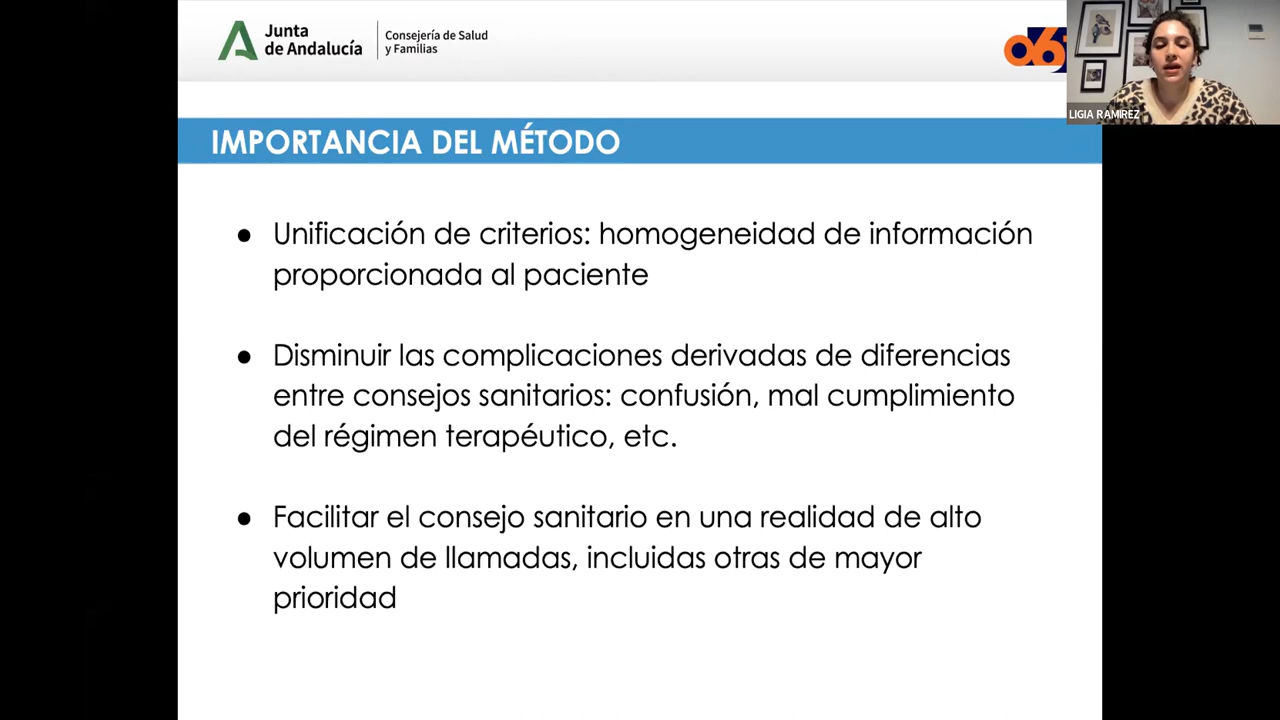 Junta
de Andalucía
Consejería de Salud
y Familias
061
LIGIA RAMIREZ
IMPORTANCIA DEL MÉTODO
● Unificación de criterios: homogeneidad de información
proporcionada al paciente
● Disminuir las complicaciones derivadas de diferencias
entre consejos sanitarios: confusión, mal cumplimiento
del régimen terapéutico, etc.
● Facilitar el consejo sanitario en una realidad de alto
volumen de llamadas, incluidas otras de mayor
prioridad